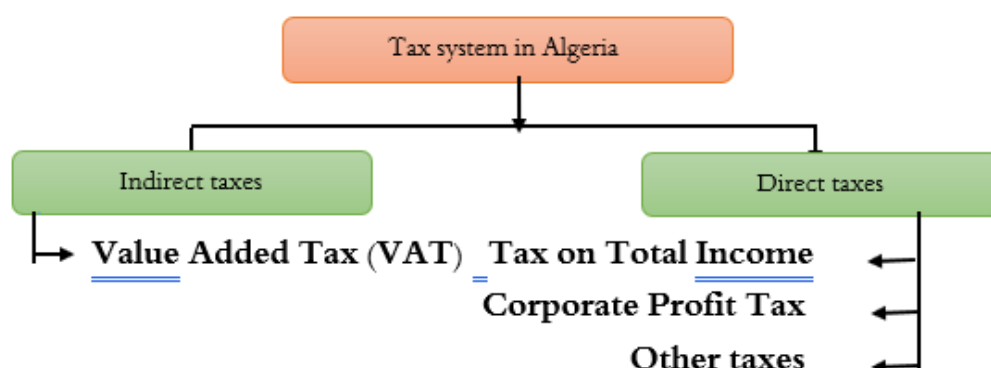 Tax system in Algeria
Indirect taxes
Direct taxes
Value Added Tax (VAT)
Tax on Total Income
Corporate Profit Tax
Other taxes